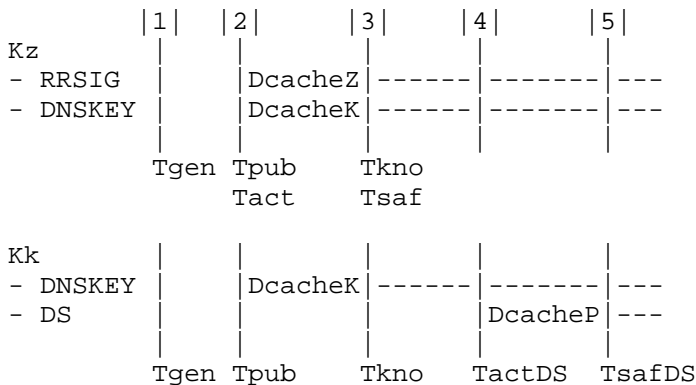 |1|   |2|       |3|       |4|       |5|
Kz        |     |         |         |         |
- RRSIG   |     |DcacheZ|------|-------|---
- DNSKEY  |     |DcacheK|------|-------|---
          |     |         |         |         |
         Tgen Tpub      Tkno
              Tact      Tsaf
Kk        |     |         |         |         |
- DNSKEY  |     |DcacheK|------|-------|---
- DS      |     |         |         |DcacheP|---
          |     |         |         |         |
         Tgen Tpub      Tkno     TactDS  TsafDS